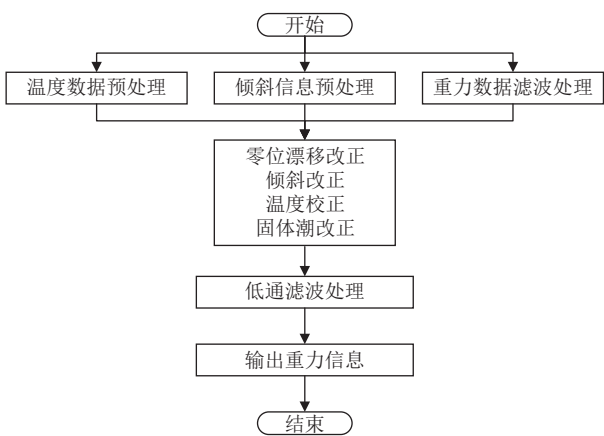 开始
温度数据预处理
倾斜信息预处理
重力数据滤波处理
零位漂移改正
倾斜改正
温度校正
固体潮改正
低通滤波处理
输出重力信息
结束